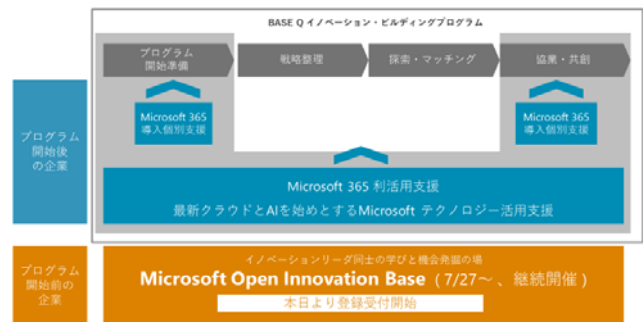 BASE Q イノベーション・ビルディングプログラム
プログラム
開始準備
戦略整理
探索・マッチング
協業・共創
プログラム
開始後
の企業
Microsoft 365
導入個別支援
Microsoft 365
導入個別支援
Microsoft 365 利活用支援
最新クラウドとAIを始めとするMicrosoft テクノロジー活用支援
プログラム
開始前の
企業
イノベーションリーダ同士の学びと機会発掘の場
Microsoft Open Innovation Base ( 7/27〜 、継続開催 )
本日より登録受付開始